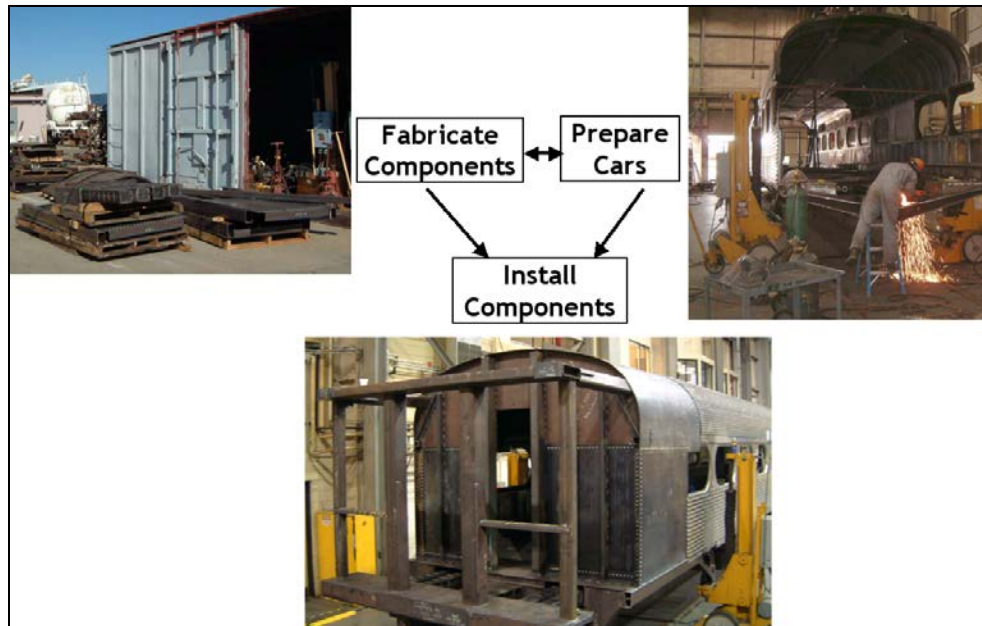 Fabricate
Components
Prepare
Cars
Install
Components